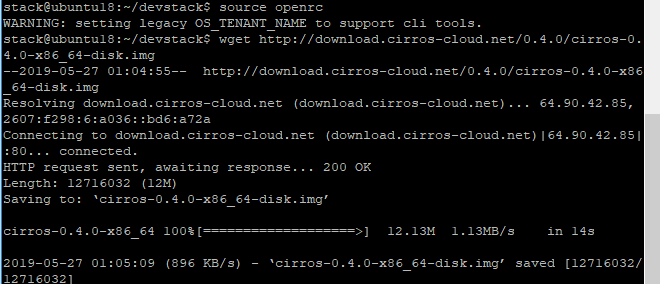 stack@ubuntu18:~/devstack$ source openrc
WARNING: setting legacy OS_TENANT_NAME to support cli tools.
stack@ubuntu18:~/devstack$ wget http://download.cirros-cloud.net/0.4.0/cirros-0.
4.0-x86_64-disk.img
--2019-05-27 01:04:55--  http://download.cirros-cloud.net/0.4.0/cirros-0.4.0-x86
_64-disk.img
Resolving download.cirros-cloud.net (download.cirros-cloud.net)... 64.90.42.85,
2607:f298:6:a036::bd6:a72a
Connecting to download.cirros-cloud.net (download.cirros-cloud.net)|64.90.42.85|
:80... connected.
HTTP request sent, awaiting response... 200 OK
Length: 12716032 (12M)
Saving to: ‘cirros-0.4.0-x86_64-disk.img’
cirros-0.4.0-x86_64 100%[===================>]  12.13M  1.13MB/s    in 14s
2019-05-27 01:05:09 (896 KB/s) - ‘cirros-0.4.0-x86_64-disk.img’ saved [12716032/
12716032]